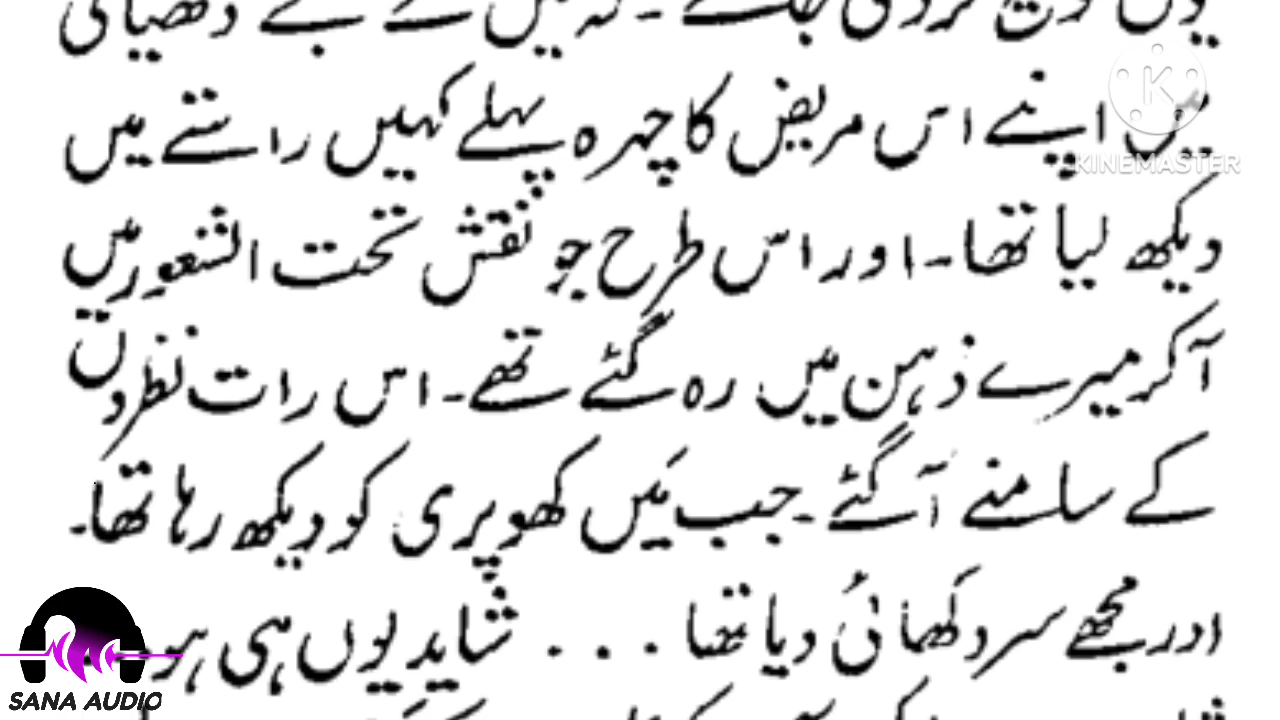 میں اپنے اس مریض کا چہرہ پہلے کہیں راستے میں
دیکھ لیا تھا۔ اور اس طرح جو نقش تحت الشعور میں
آکر میرے ذہن میں رہ گئے تھے۔ اس رات نظروں
کے سامنے آ گئے۔ جب میں کھوپری کو دیکھ رہا تھا۔
اور مجھے سر دکھائی دیا تھا . . . شاید یوں ہی ہر
KINEMASTER
SANA AUDIO